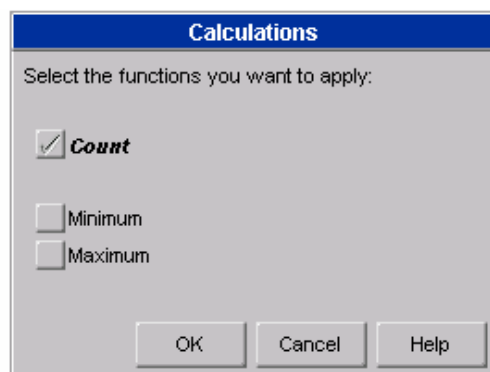 Calculations
Select the functions you want to apply:
Count
Minimum
Maximum
OK Cancel Help